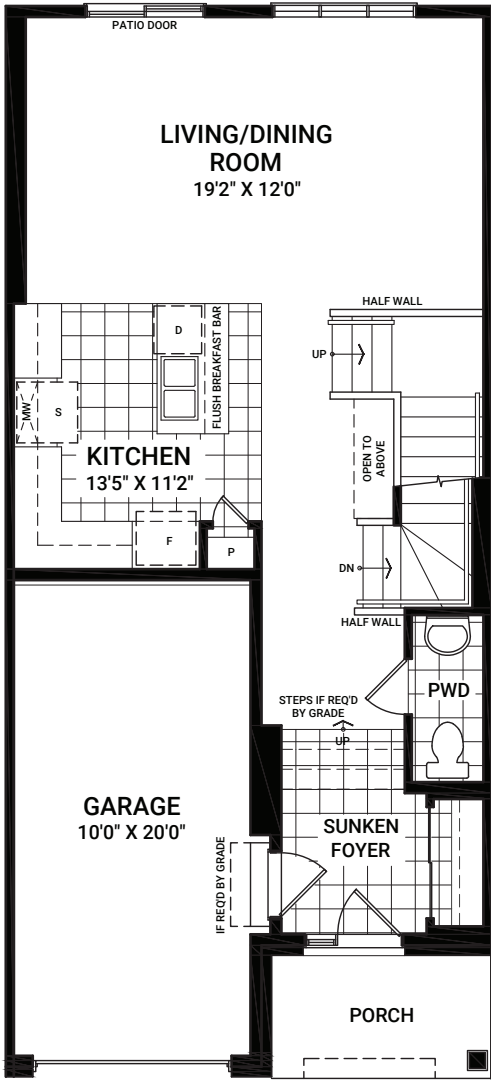 PATIO DOOR
LIVING/DINING
ROOM
19'2" X 12'0"
HALF WALL
D
FLUSH BREAKFAST BAR
UP
MW
S
OPEN TO
ABOVE
KITCHEN
13'5" X 11'2"
F
P
DN
HALF WALL
PWD
STEPS IF REQ'D
BY GRADE
UP
GARAGE
10'0" X 20'0"
SUNKEN
FOYER
IF REQ'D BY GRADE
PORCH